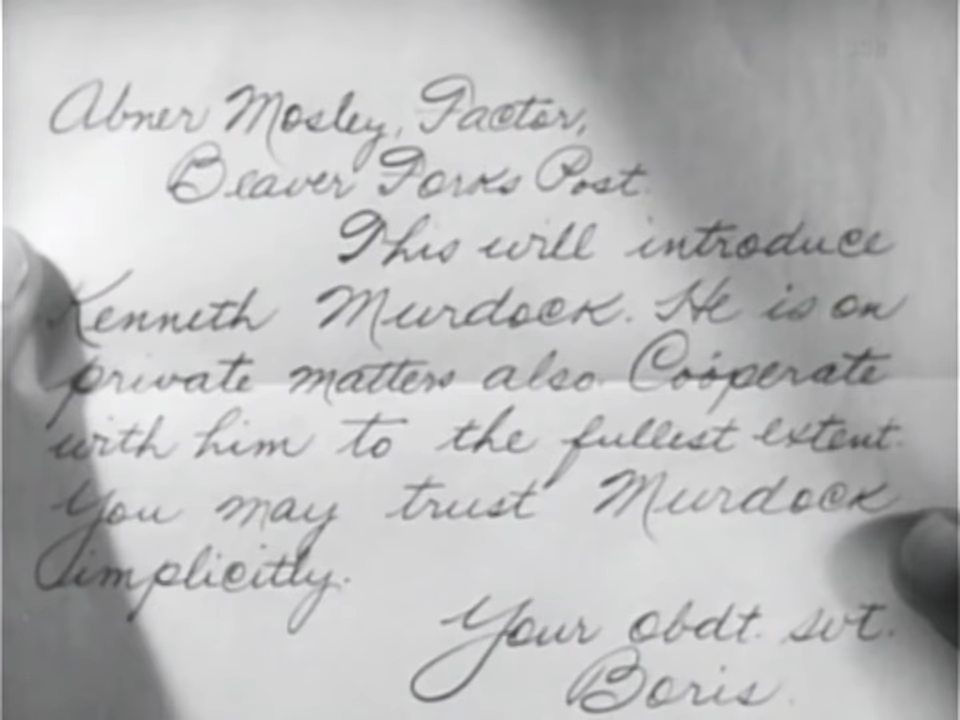 Abner Mosley, Factor,
Beaver Forks Post.
This will introduce
Kenneth Murdock. He is on
private matters also. Coöperate
with him to the fullest extent.
You may trust Murdock
implicitly.
Your obdt. svt.
Boris.